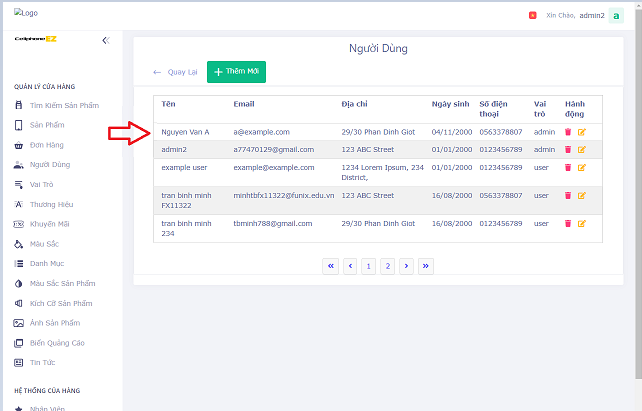 Logo
Xin Chào, admin2 a
CellphoneZ
Người Dùng
Quay Lại
Thêm Mới
QUẢN LÝ CỬA HÀNG
Tìm Kiếm Sản Phẩm
Sản Phẩm
Đơn Hàng
Người Dùng
Vai Trò
Thương Hiệu
Khuyến Mãi
Màu Sắc
Danh Mục
Màu Sắc Sản Phẩm
Kích Cỡ Sản Phẩm
Ảnh Sản Phẩm
Biển Quảng Cáo
Tin Tức
HỆ THỐNG CỦA HÀNG
Nhân Viên
Tên Email Địa chỉ Ngày sinh Số điện thoại Vai trò Hành động
Nguyen Van A a@example.com 29/30 Phan Dinh Giot 04/11/2000 0563378807 admin
admin2 a77470129@gmail.com 123 ABC Street 01/01/2000 0123456789 admin
example user example@example.com 1234 Lorem Ipsum, 234 District, 01/01/2000 0123456789 user
tran binh minh FX11322 minhtbfx11322@funix.edu.vn 123 ABC Street 16/08/2000 0563378807 user
tran binh minh 234 tbminh788@gmail.com 29/30 Phan Dinh Giot 16/08/2000 0123456789 user
« ‹ 1 2 › »